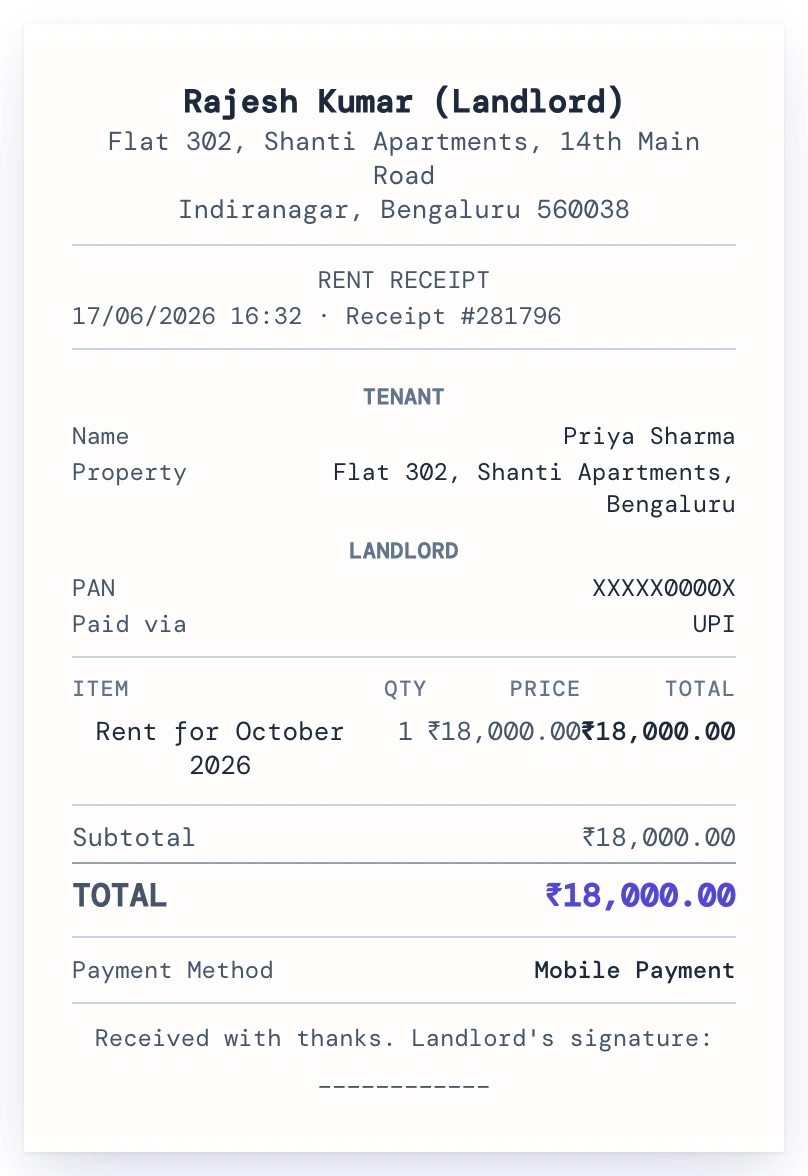 Rajesh Kumar (Landlord)
Flat 302, Shanti Apartments, 14th Main
Road
Indiranagar, Bengaluru 560038
RENT RECEIPT
17/06/2026 16:32 · Receipt #281796
TENANT
Name Priya Sharma
Property Flat 302, Shanti Apartments,
Bengaluru
LANDLORD
PAN XXXXX0000X
Paid via UPI
ITEM QTY PRICE TOTAL
Rent for October 1 ₹18,000.00 ₹18,000.00
2026
Subtotal ₹18,000.00
TOTAL ₹18,000.00
Payment Method Mobile Payment
Received with thanks. Landlord's signature:
____________